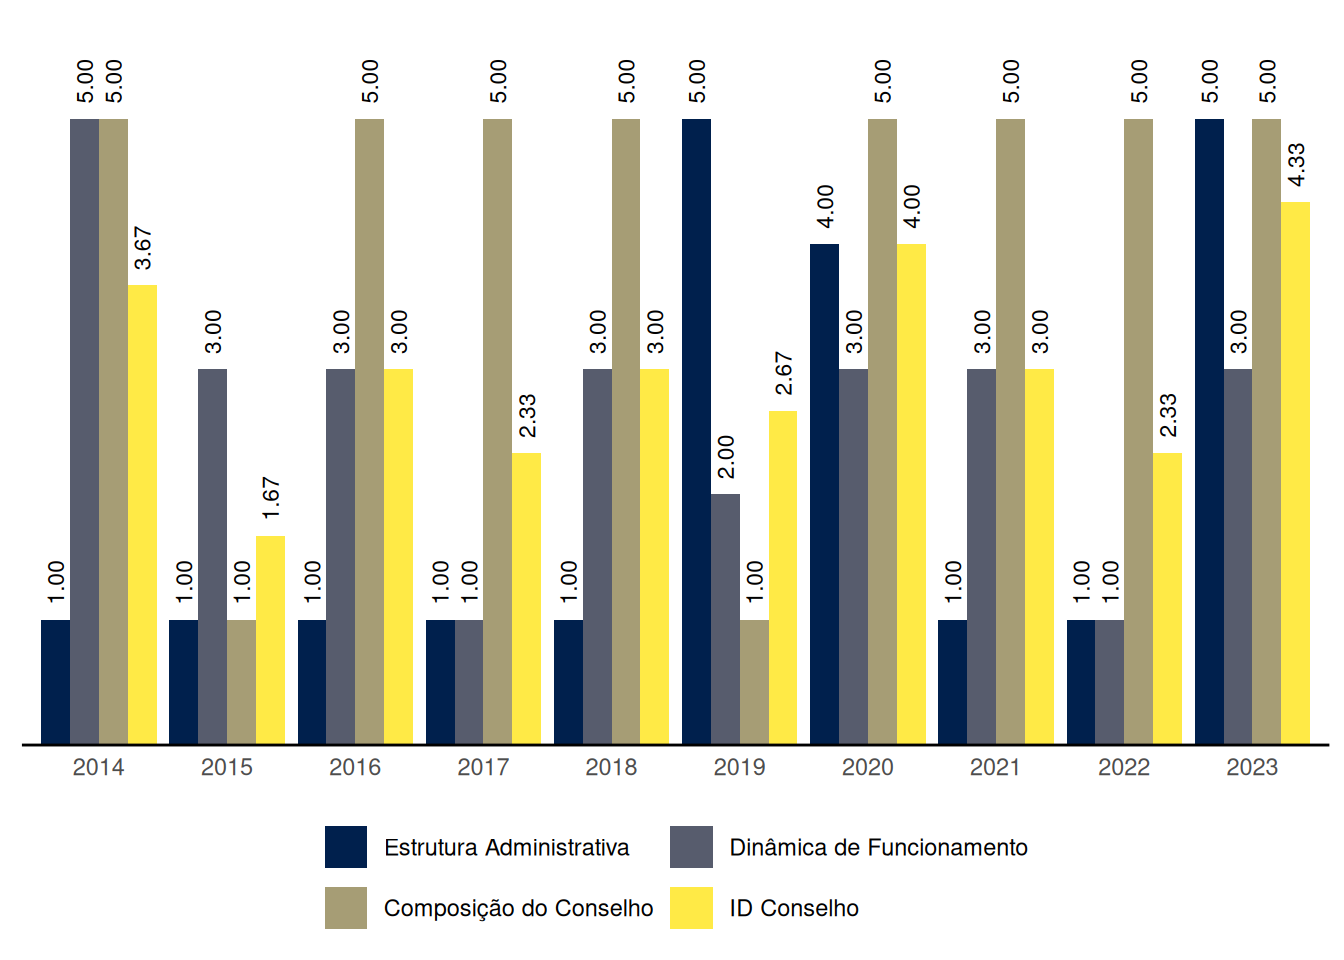 5.00 5.00 5.00 5.00 5.00 5.00 5.00 5.00 5.00 5.00 5.00
4.33
4.00 4.00
3.67
3.00 3.00 3.00 3.00 3.00 3.00 3.00 3.00 3.00
2.67
2.33 2.33
2.00
1.67
1.00 1.00 1.00 1.00 1.00 1.00 1.00 1.00 1.00 1.00 1.00
2014 2015 2016 2017 2018 2019 2020 2021 2022 2023
Estrutura Administrativa Dinâmica de Funcionamento
Composição do Conselho ID Conselho